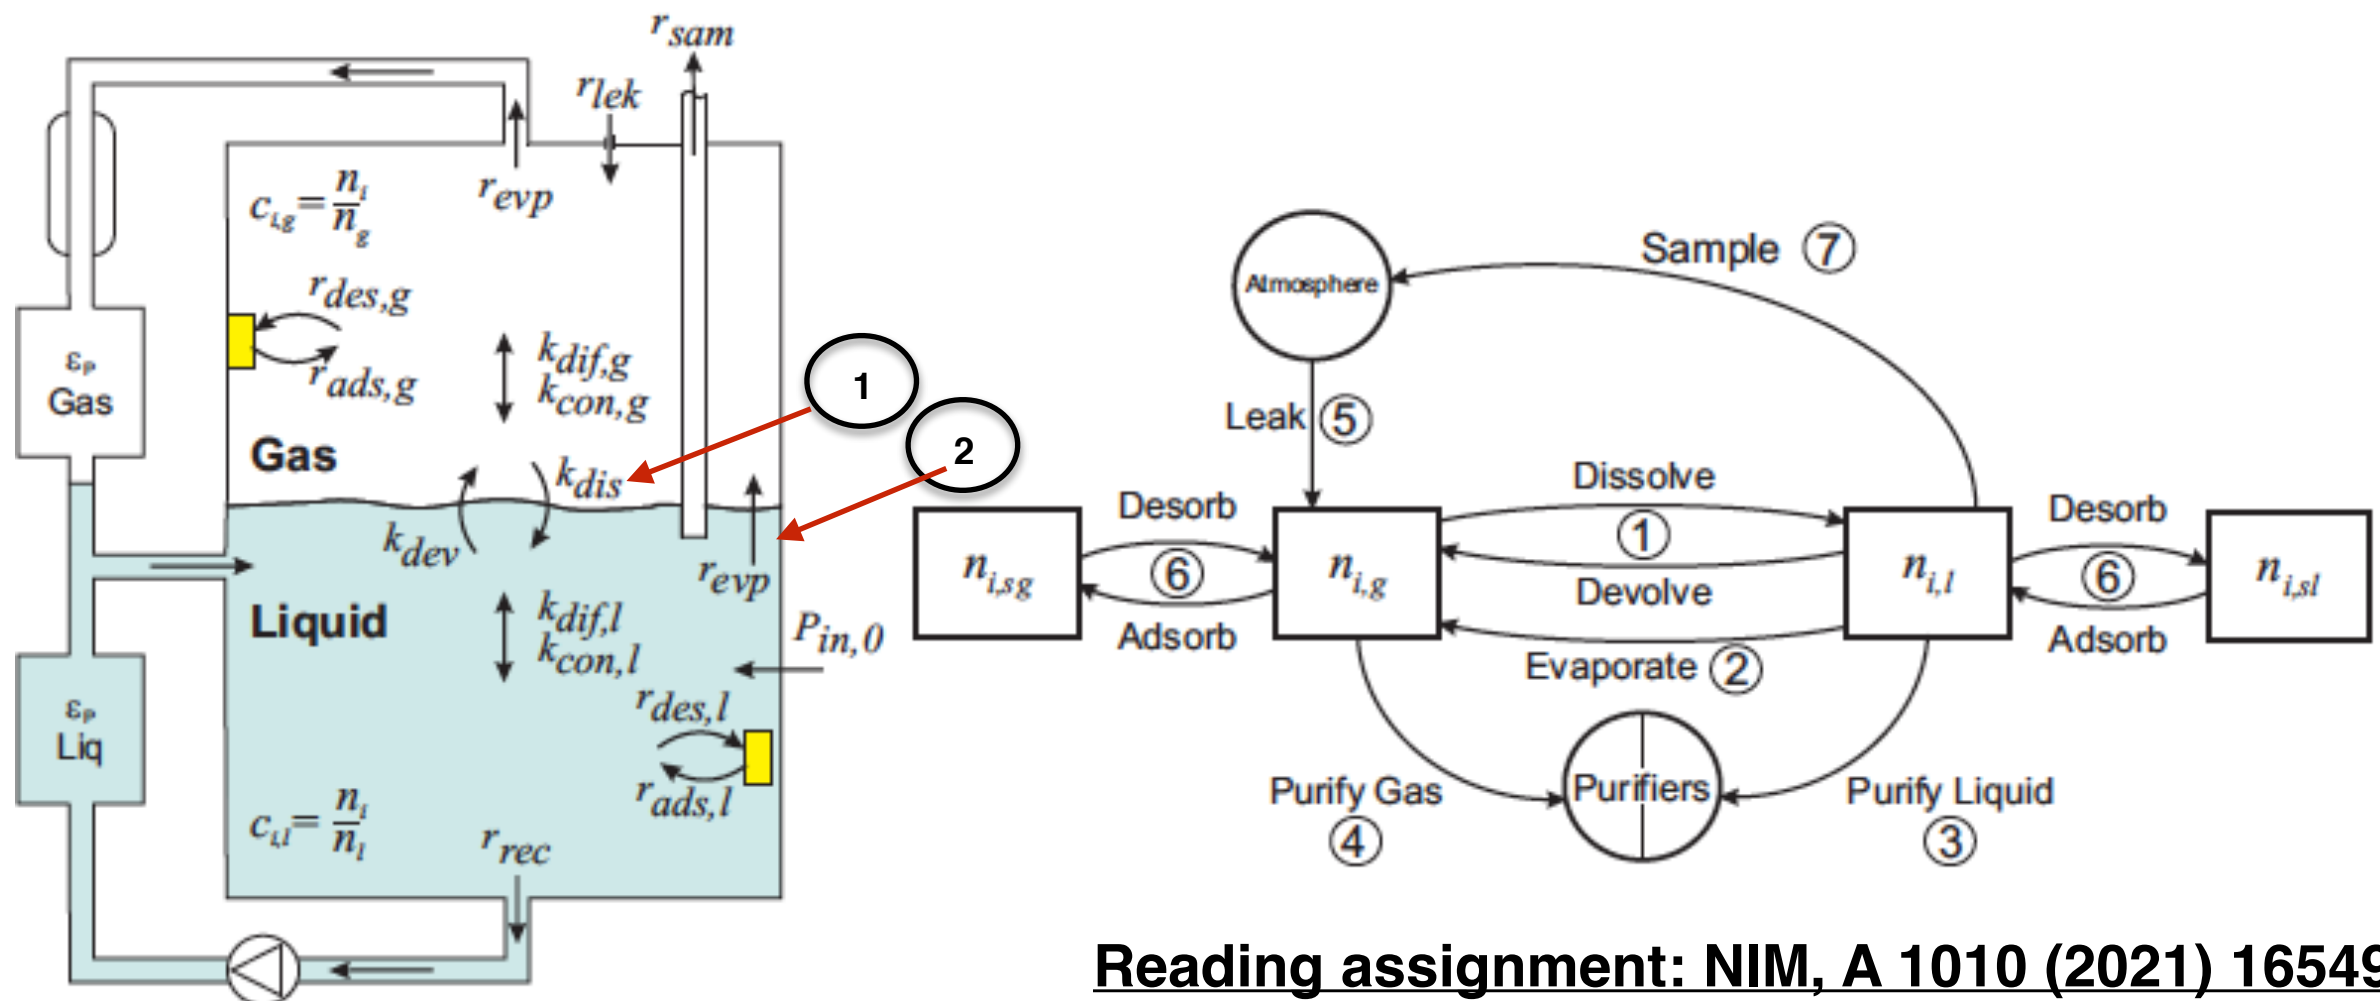 r_sam
r_lek
r_evp
c_i,g = n_i / n_g
r_des,g
r_ads,g
ε_P
Gas
k_dif,g
k_con,g
1
2
Gas
k_dis
k_dev
r_evp
Liquid
k_dif,l
k_con,l
P_in,0
r_des,l
r_ads,l
ε_P
Liq
c_i,l = n_i / n_l
r_rec
Sample ⑦
Atmosphere
Leak ⑤
Dissolve
①
Devolve
Evaporate ②
Desorb
⑥
Adsorb
n_i,sg
n_i,g
n_i,l
n_i,sl
Desorb
⑥
Adsorb
Purify Gas
④
Purifiers
Purify Liquid
③
Reading assignment: NIM, A 1010 (2021) 16549